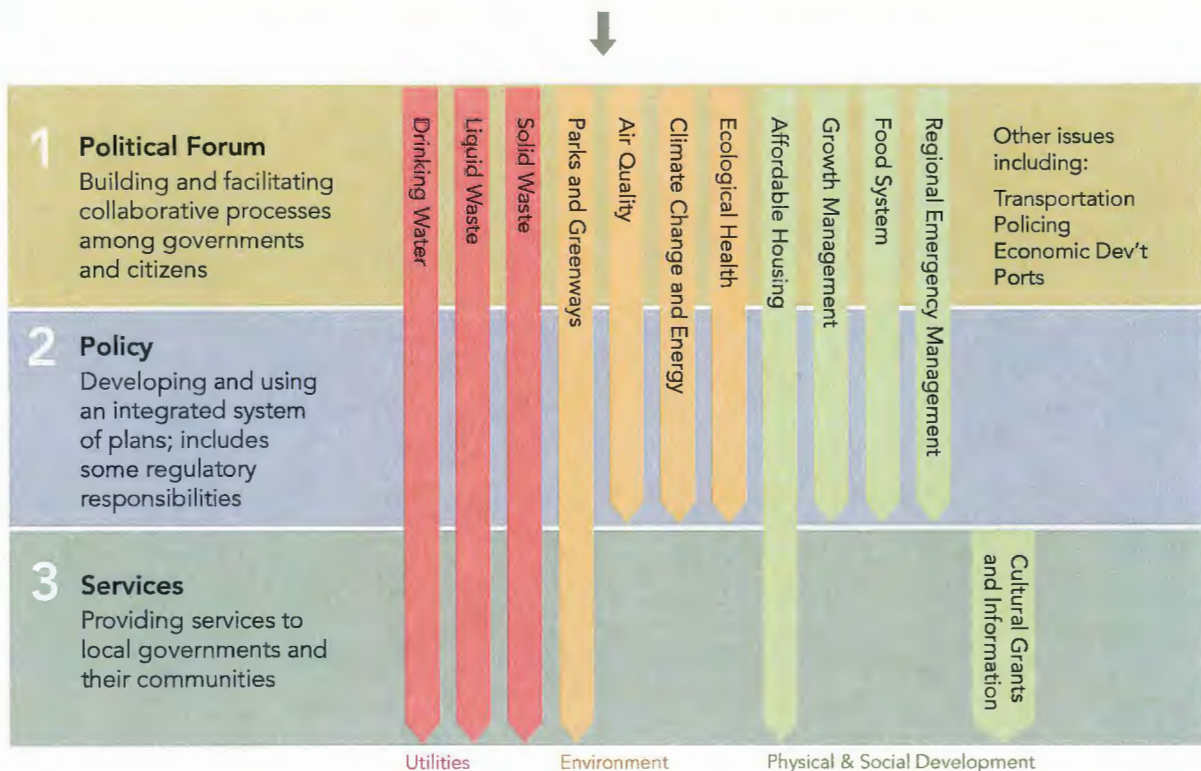 1
Political Forum
Building and facilitating
collaborative processes
among governments
and citizens
Drinking Water
Liquid Waste
Solid Waste
Parks and Greenways
Air Quality
Climate Change and Energy
Ecological Health
Affordable Housing
Growth Management
Food System
Regional Emergency Management
Other issues
including:
Transportation
Policing
Economic Dev't
Ports
2
Policy
Developing and using
an integrated system
of plans; includes
some regulatory
responsibilities
3
Services
Providing services to
local governments and
their communities
Cultural Grants
and Information
Utilities
Environment
Physical & Social Development